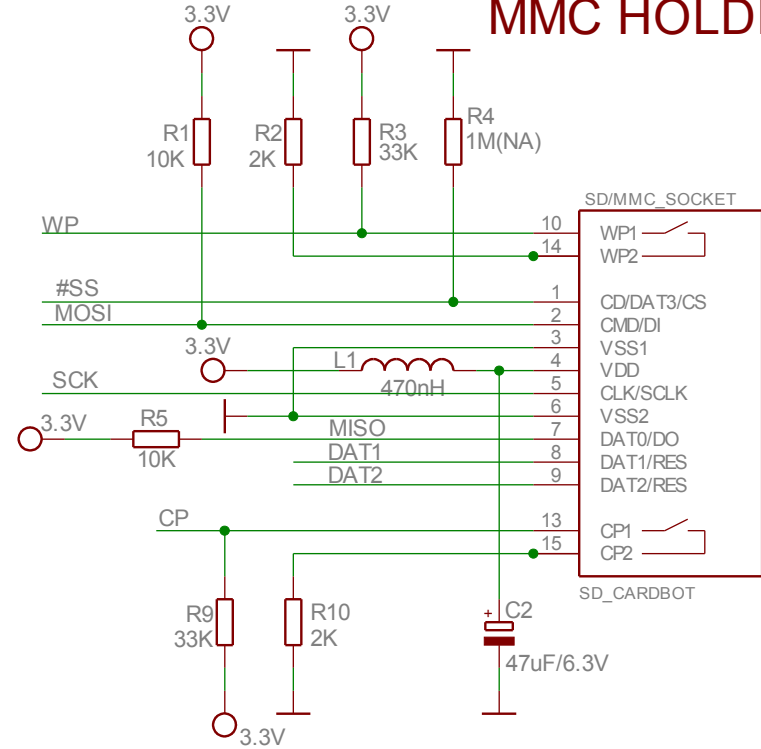 3.3V
3.3V
MMC HOLD
R1
10K
R2
2K
R3
33K
R4
1M(NA)
SD/MMC_SOCKET
WP
10
WP1
14
WP2
#SS
1
CD/DAT3/CS
MOSI
2
CMD/DI
3
VSS1
3.3V
L1
470nH
4
VDD
SCK
5
CLK/SCLK
6
VSS2
3.3V
R5
10K
MISO
7
DAT0/DO
DAT1
8
DAT1/RES
DAT2
9
DAT2/RES
CP
13
CP1
15
CP2
SD_CARDBOT
R9
33K
R10
2K
+
C2
47uF/6.3V
3.3V